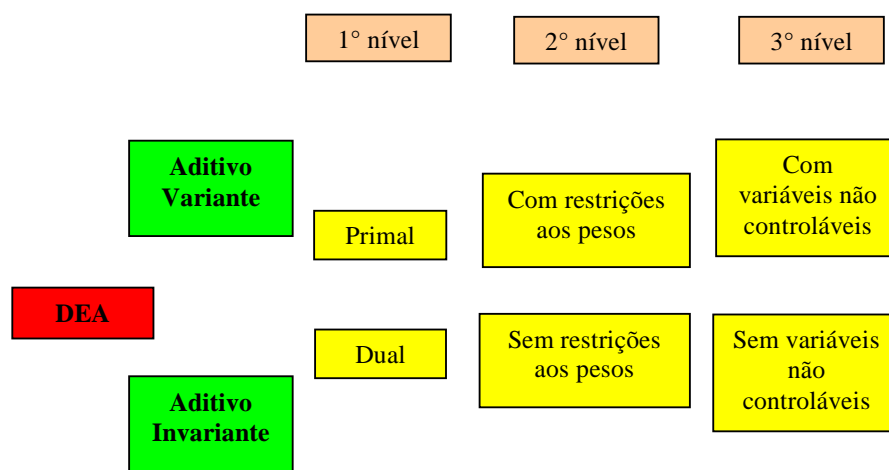 1° nível
2° nível
3° nível
Aditivo
Variante
Primal
Com restrições
aos pesos
Com
variáveis não
controláveis
DEA
Dual
Sem restrições
aos pesos
Sem variáveis
não
controláveis
Aditivo
Invariante